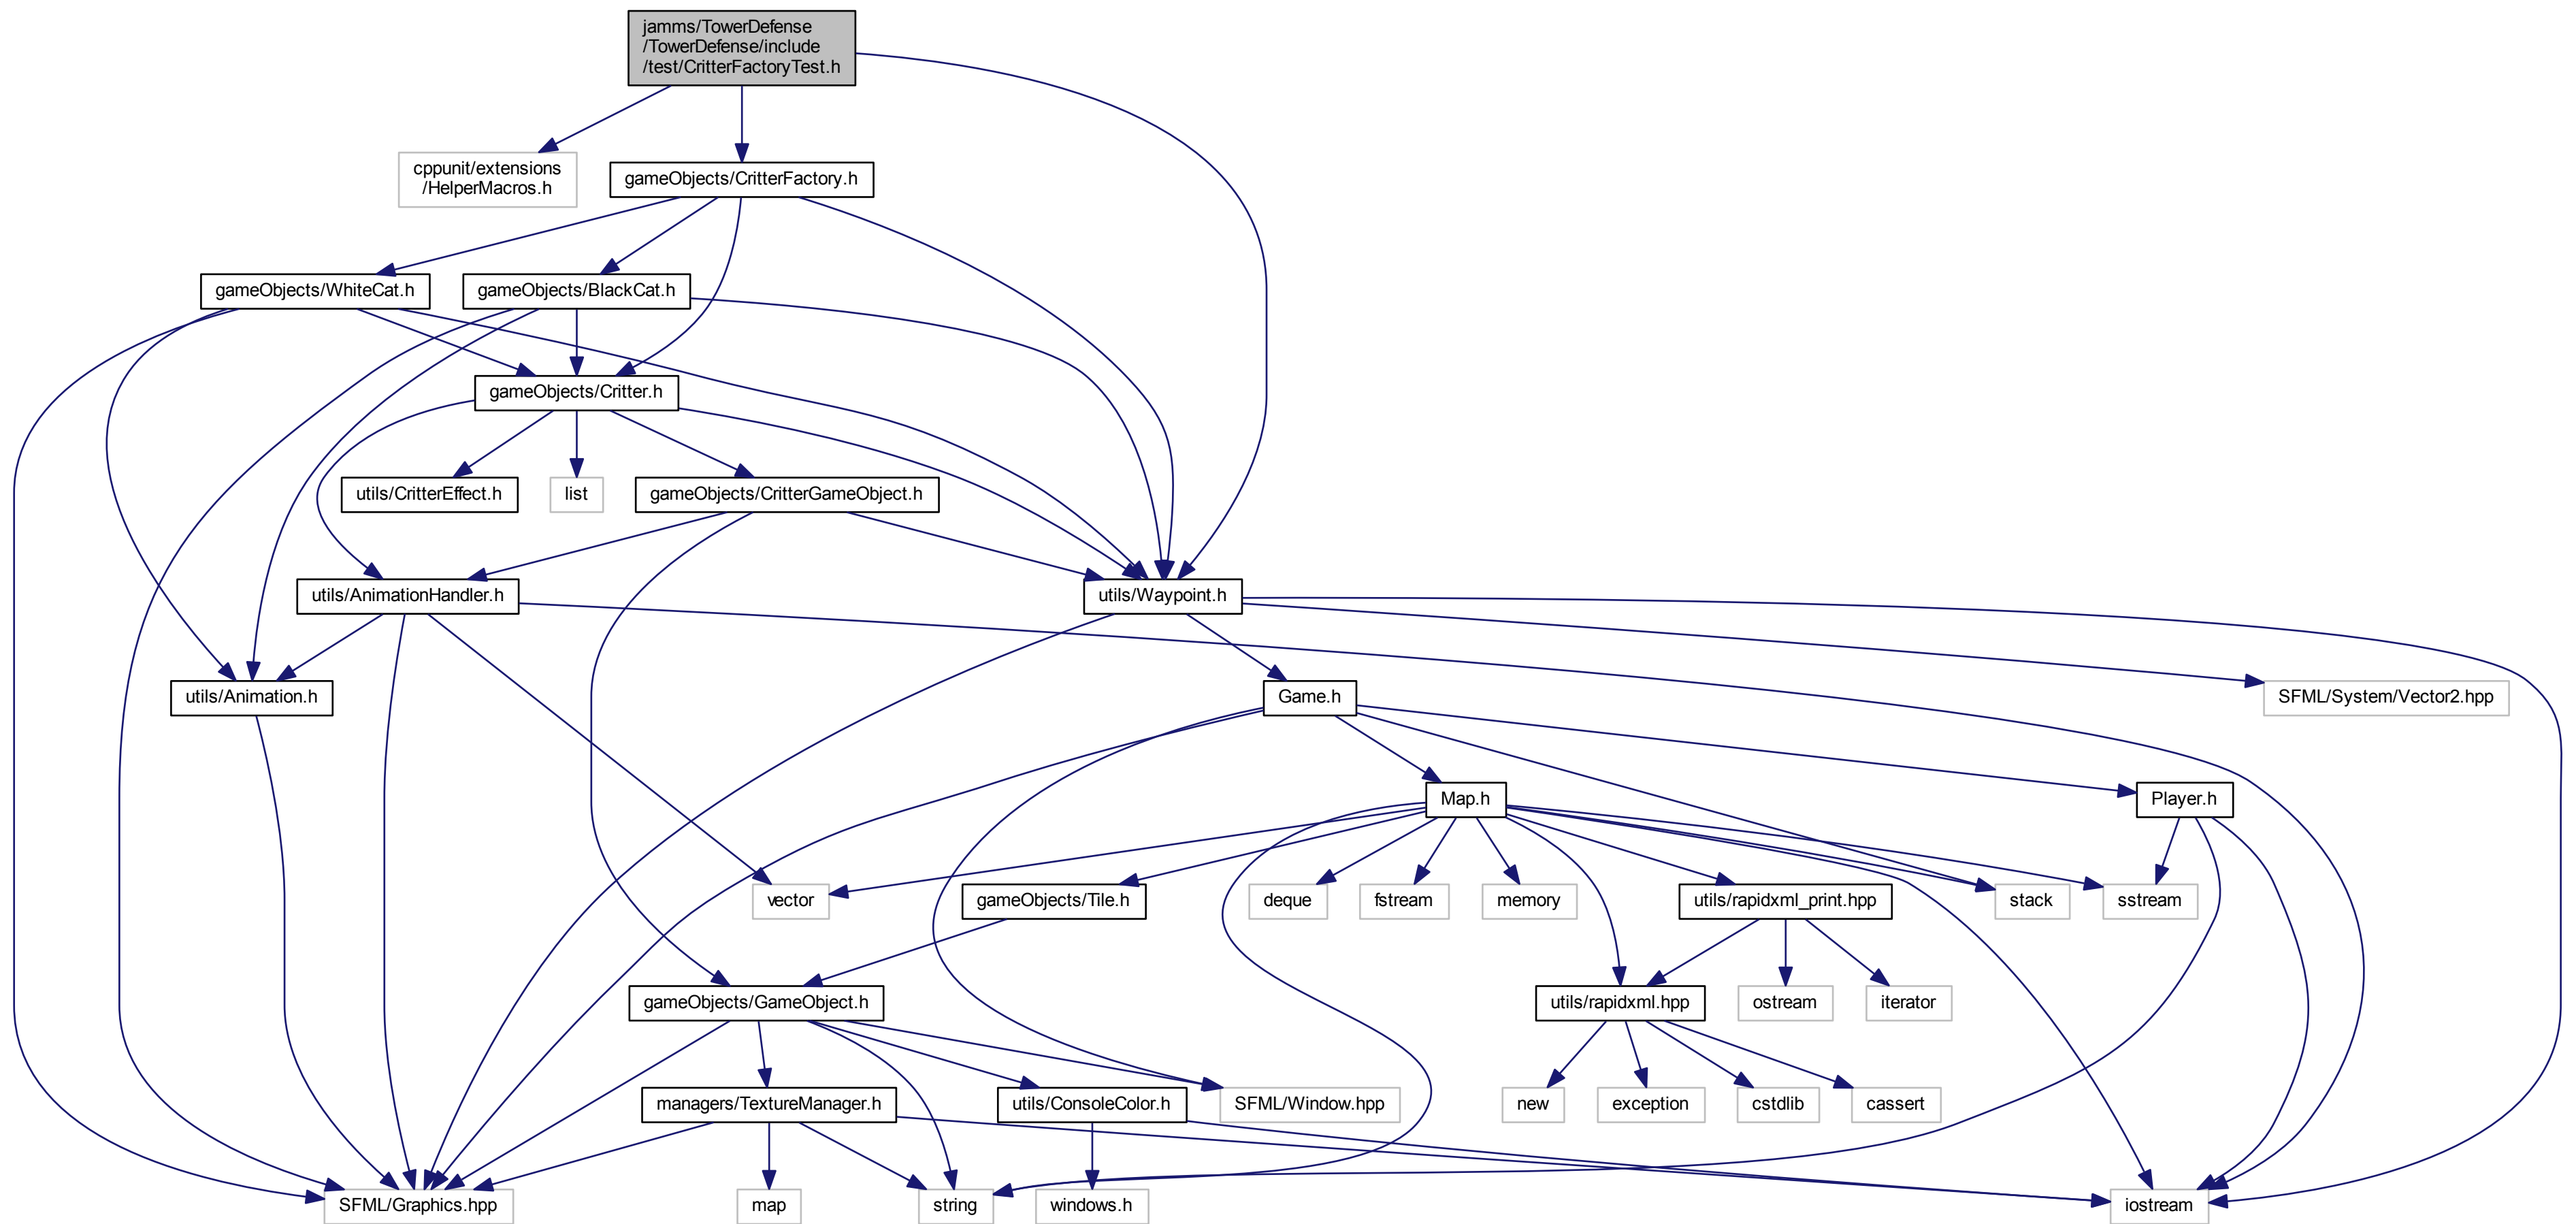 jamms/TowerDefense
/TowerDefense/include
/test/CritterFactoryTest.h
cppunit/extensions
/HelperMacros.h
gameObjects/CritterFactory.h
gameObjects/WhiteCat.h
gameObjects/BlackCat.h
gameObjects/Critter.h
utils/CritterEffect.h
list
gameObjects/CritterGameObject.h
utils/AnimationHandler.h
utils/Waypoint.h
utils/Animation.h
Game.h
SFML/System/Vector2.hpp
Map.h
Player.h
vector
gameObjects/Tile.h
deque
fstream
memory
utils/rapidxml_print.hpp
stack
sstream
gameObjects/GameObject.h
utils/rapidxml.hpp
ostream
iterator
managers/TextureManager.h
utils/ConsoleColor.h
SFML/Window.hpp
new
exception
cstdlib
cassert
SFML/Graphics.hpp
map
string
windows.h
iostream